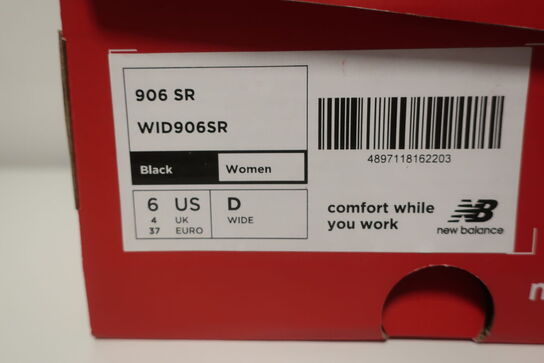 906 SR
WID906SR
Black Women
6 US D
4 UK WIDE
37 EURO
4897118162203
comfort while
you work
new balance